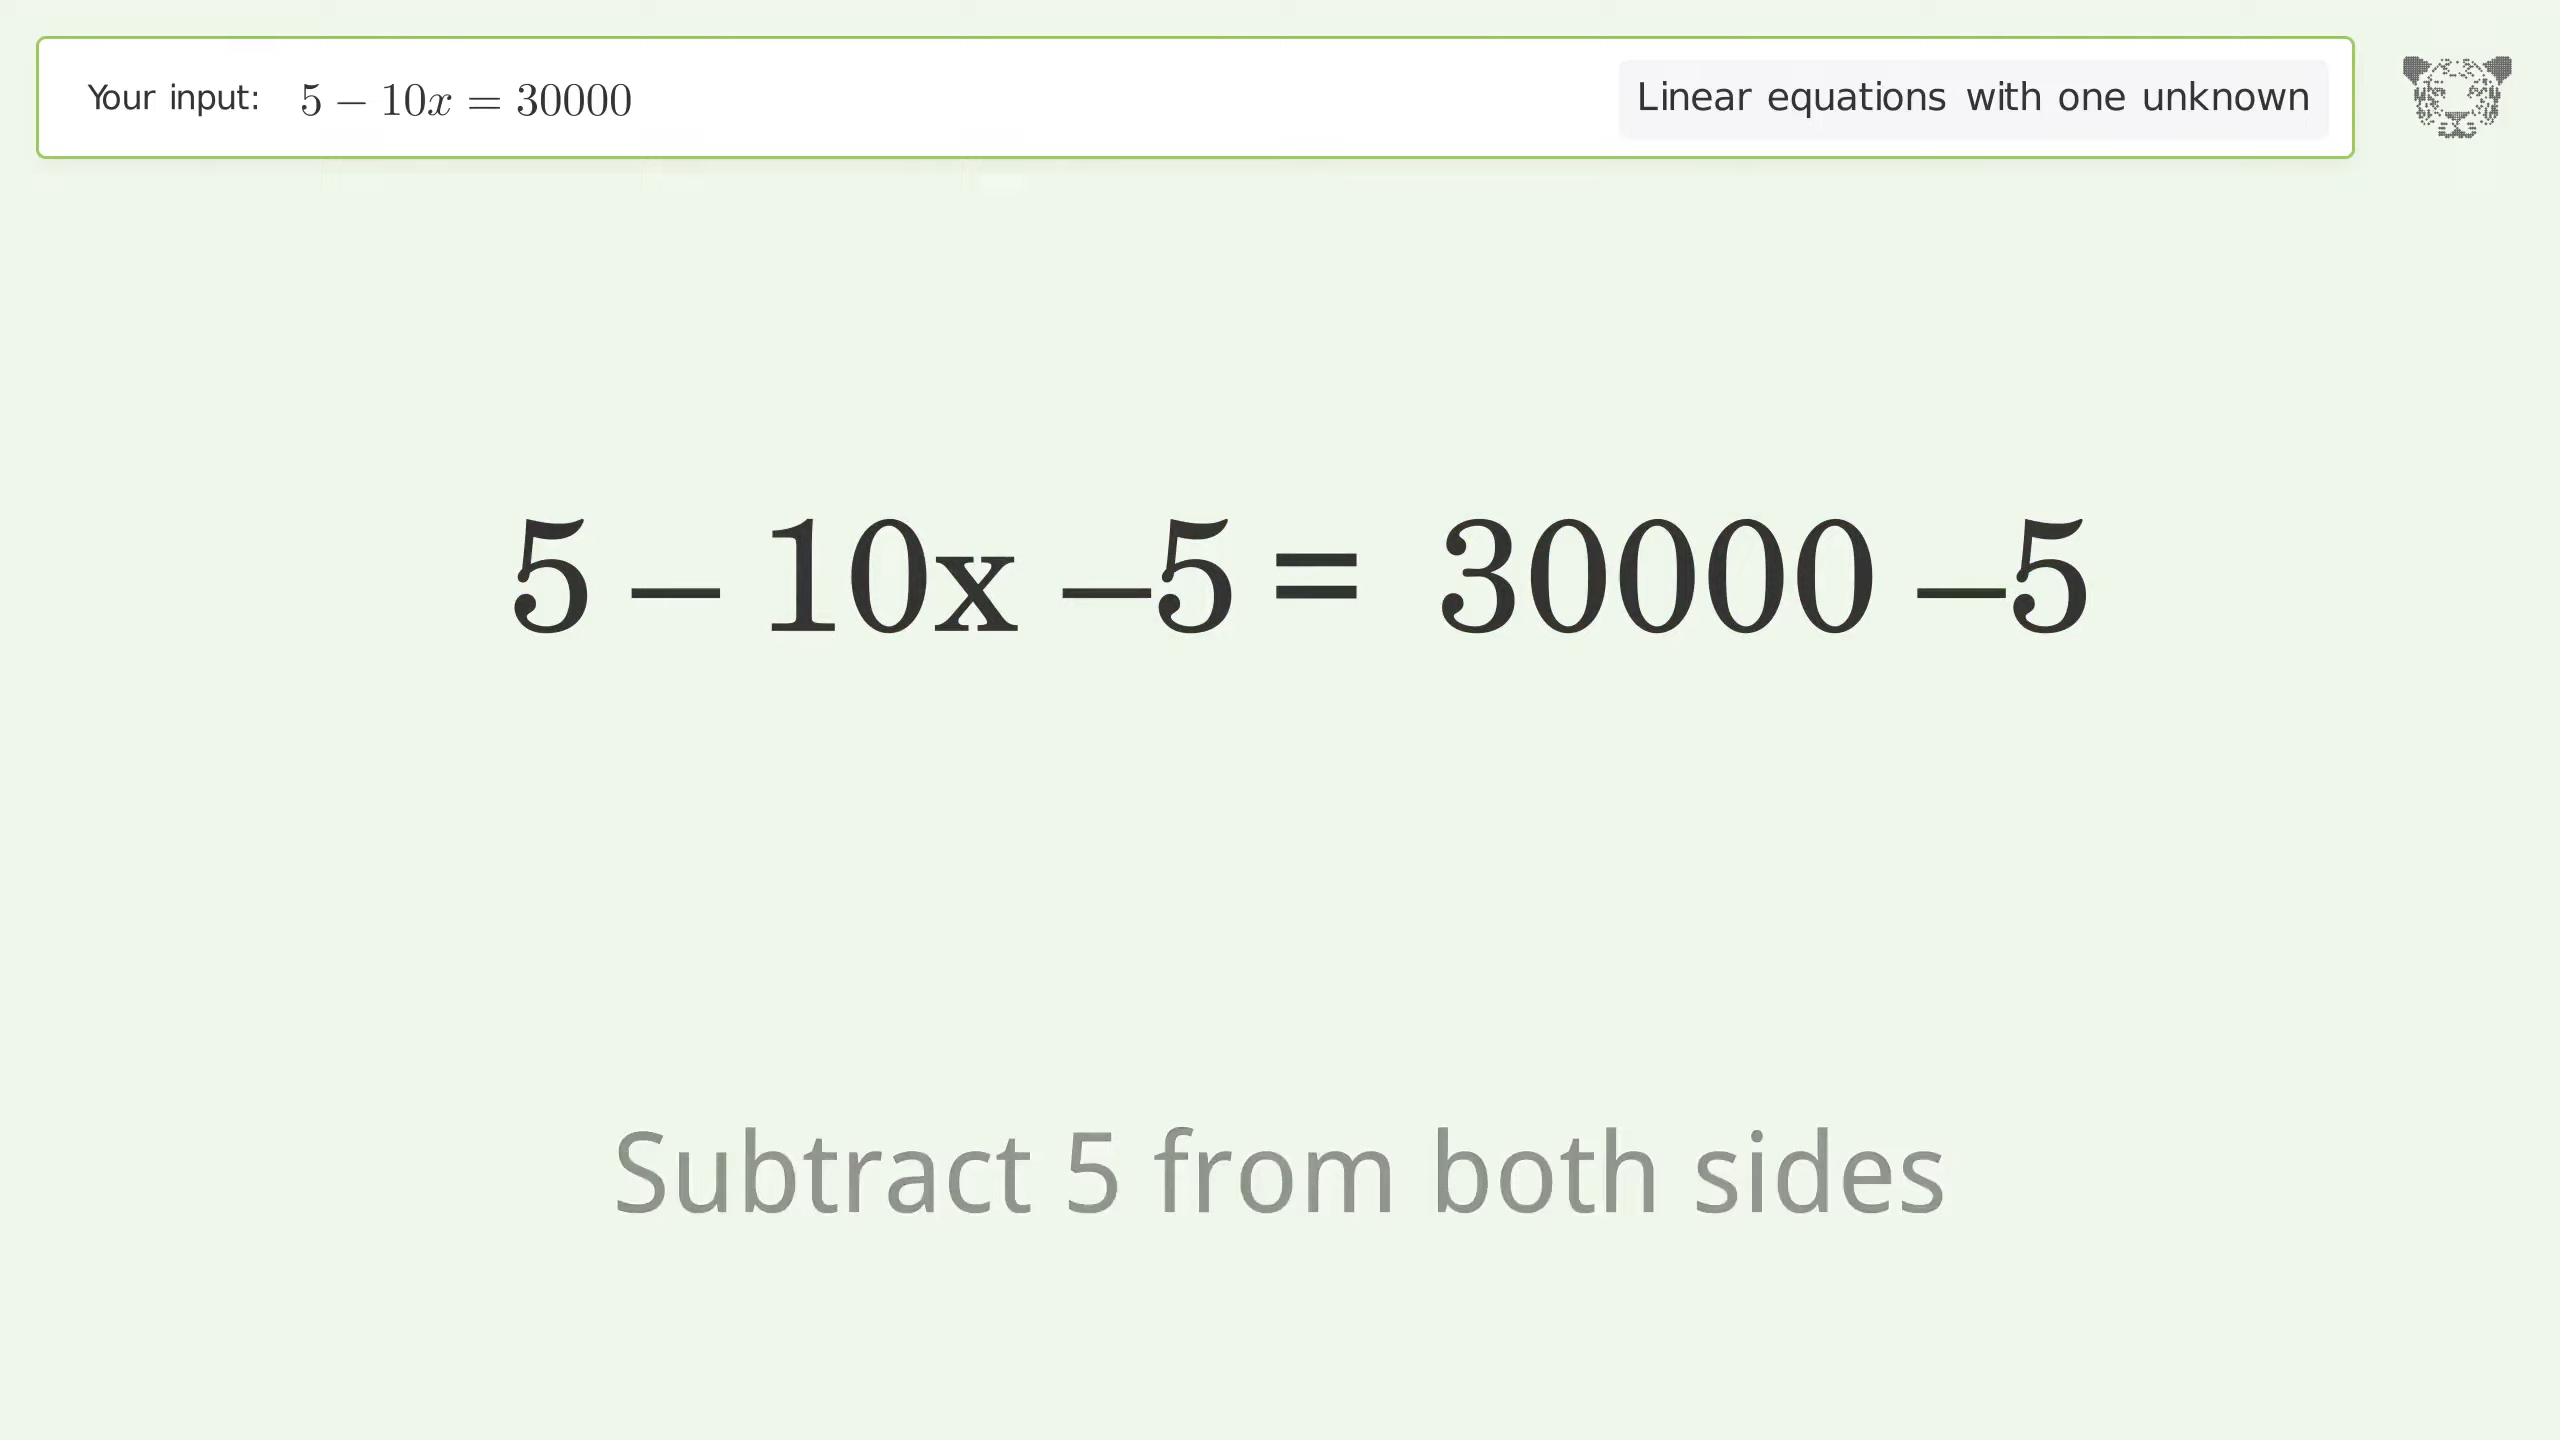 Your input: 5 − 10x = 30000
Linear equations with one unknown
5 − 10x −5 = 30000 −5
Subtract 5 from both sides